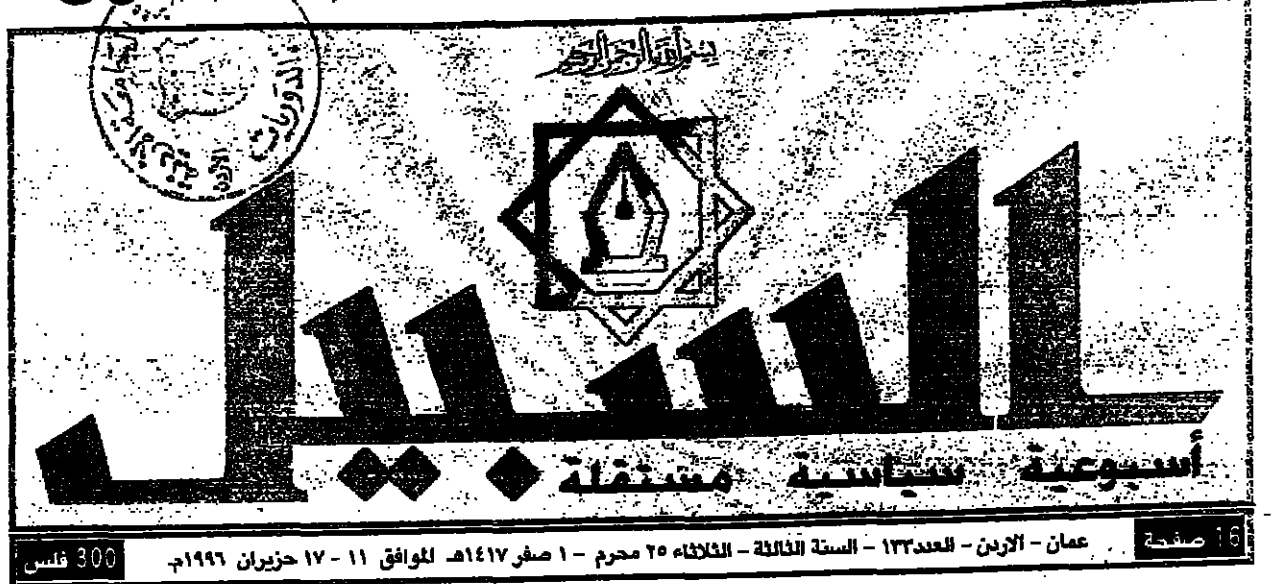 بسم الله الرحمن الرحيم
السبيل
أسبوعية سياسية مستقلة
16 صفحة
عمان - الاردن - العدد ١٣٣ - السنة الثالثة - الثلاثاء ٢٥ محرم - ١ صفر ١٤١٧هـ الموافق ١١ - ١٧ حزيران ١٩٩٦م.
300 فلس
الدوريات